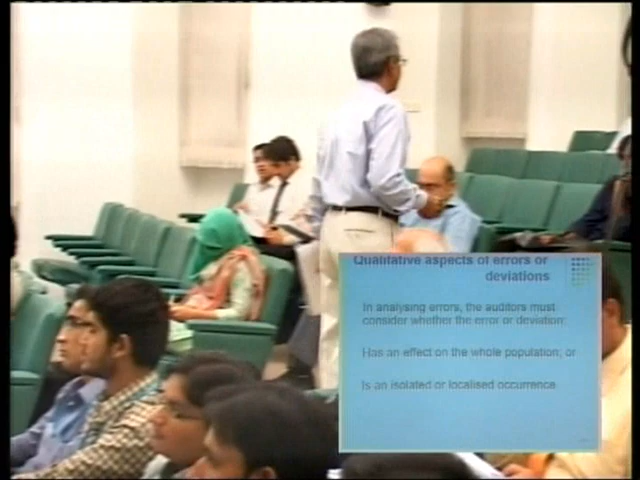 Qualitative aspects of errors or
deviations
In analysing errors, the auditors must
consider whether the error or deviation:
Has an effect on the whole population; or
Is an isolated or localised occurrence